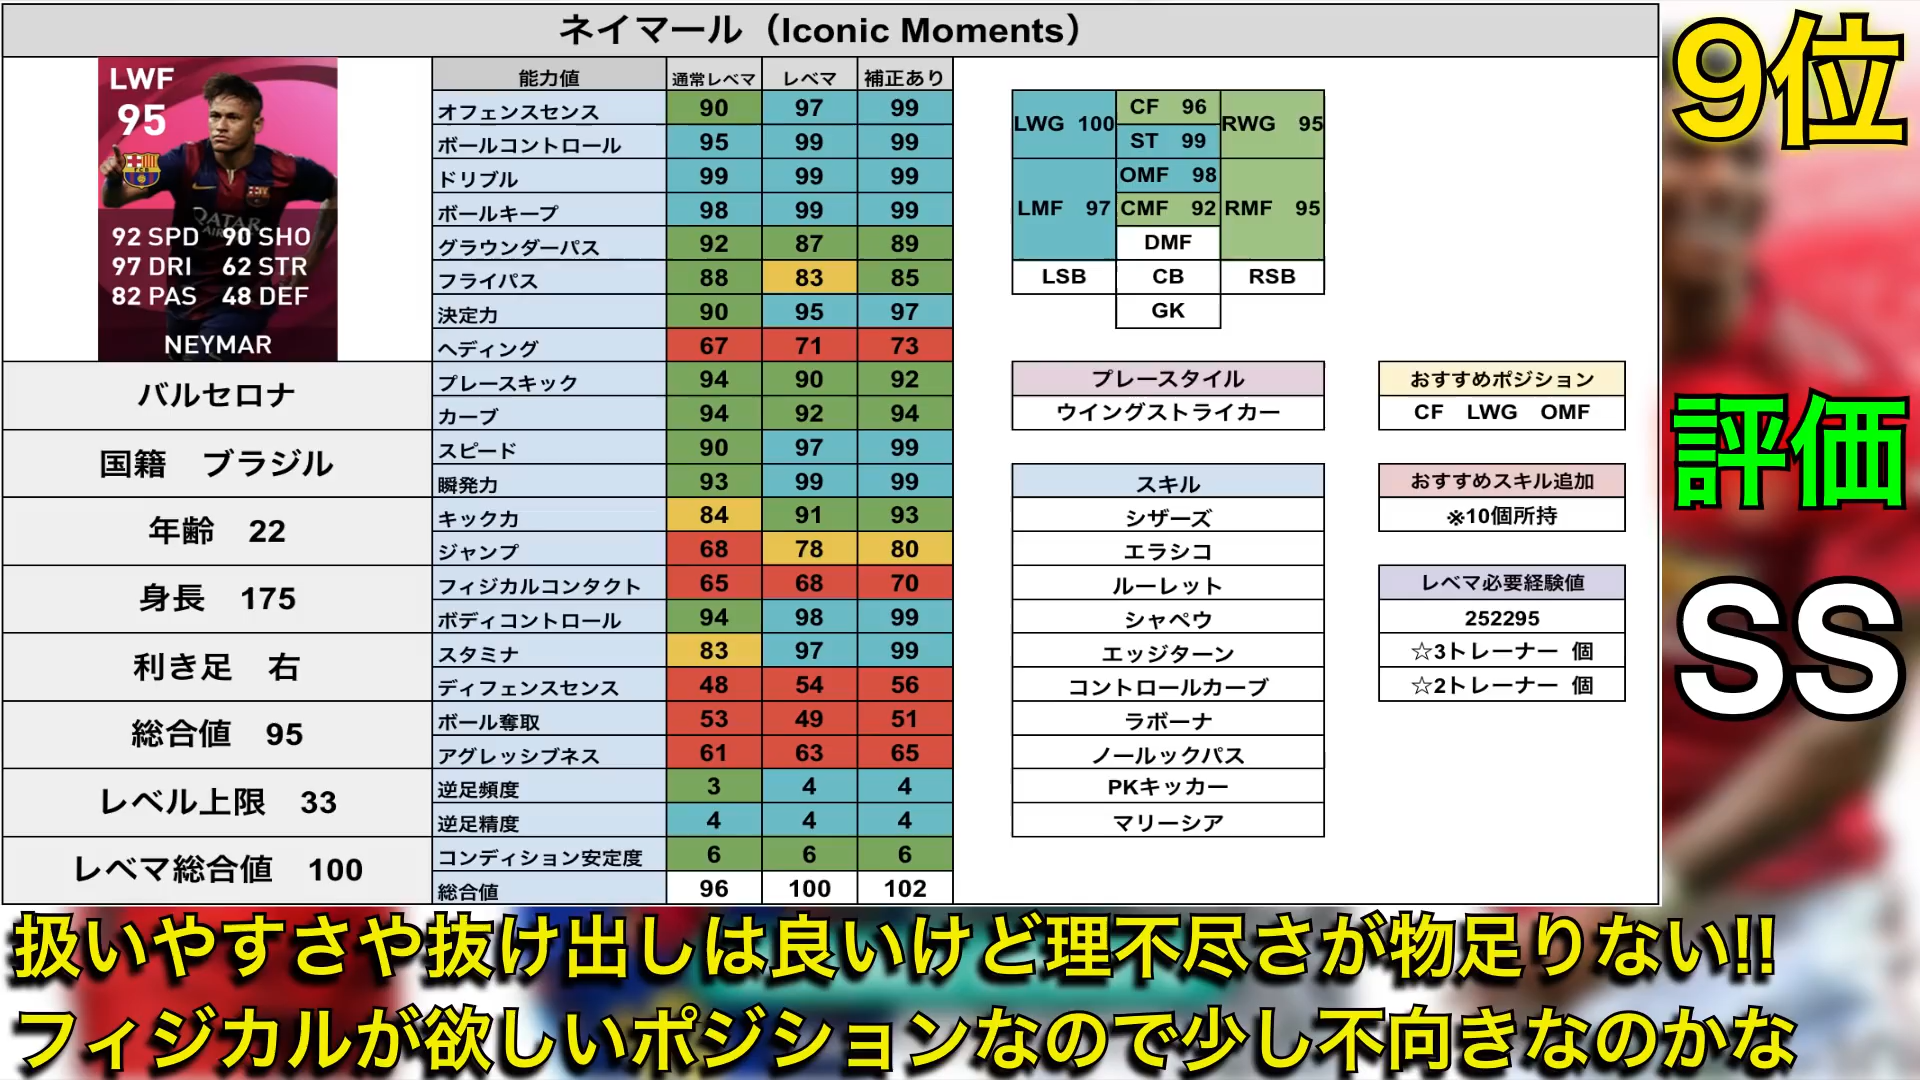 ネイマール（Iconic Moments）
LWF
95
QATAR
92 SPD 90 SHO
97 DRI 62 STR
82 PAS 48 DEF
NEYMAR
バルセロナ
国籍 ブラジル
年齢 22
身長 175
利き足 右
総合値 95
レベル上限 33
レベマ総合値 100
能力値 通常レベマ レベマ 補正あり
オフェンスセンス 90 97 99
ボールコントロール 95 99 99
ドリブル 99 99 99
ボールキープ 98 99 99
グラウンダーパス 92 87 89
フライパス 88 83 85
決定力 90 95 97
ヘディング 67 71 73
プレースキック 94 90 92
カーブ 94 92 94
スピード 90 97 99
瞬発力 93 99 99
キック力 84 91 93
ジャンプ 68 78 80
フィジカルコンタクト 65 68 70
ボディコントロール 94 98 99
スタミナ 83 97 99
ディフェンスセンス 48 54 56
ボール奪取 53 49 51
アグレッシブネス 61 63 65
逆足頻度 3 4 4
逆足精度 4 4 4
コンディション安定度 6 6 6
総合値 96 100 102
LWG 100 CF 96 RWG 95
ST 99
OMF 98
LMF 97 CMF 92 RMF 95
DMF
LSB CB RSB
GK
プレースタイル
ウイングストライカー
スキル
シザーズ
エラシコ
ルーレット
シャペウ
エッジターン
コントロールカーブ
ラボーナ
ノールックパス
PKキッカー
マリーシア
おすすめポジション
CF LWG OMF
おすすめスキル追加
※10個所持
レベマ必要経験値
252295
☆3トレーナー 個
☆2トレーナー 個
9位
評価
SS
扱いやすさや抜け出しは良いけど理不尽さが物足りない!!
フィジカルが欲しいポジションなので少し不向きなのかな